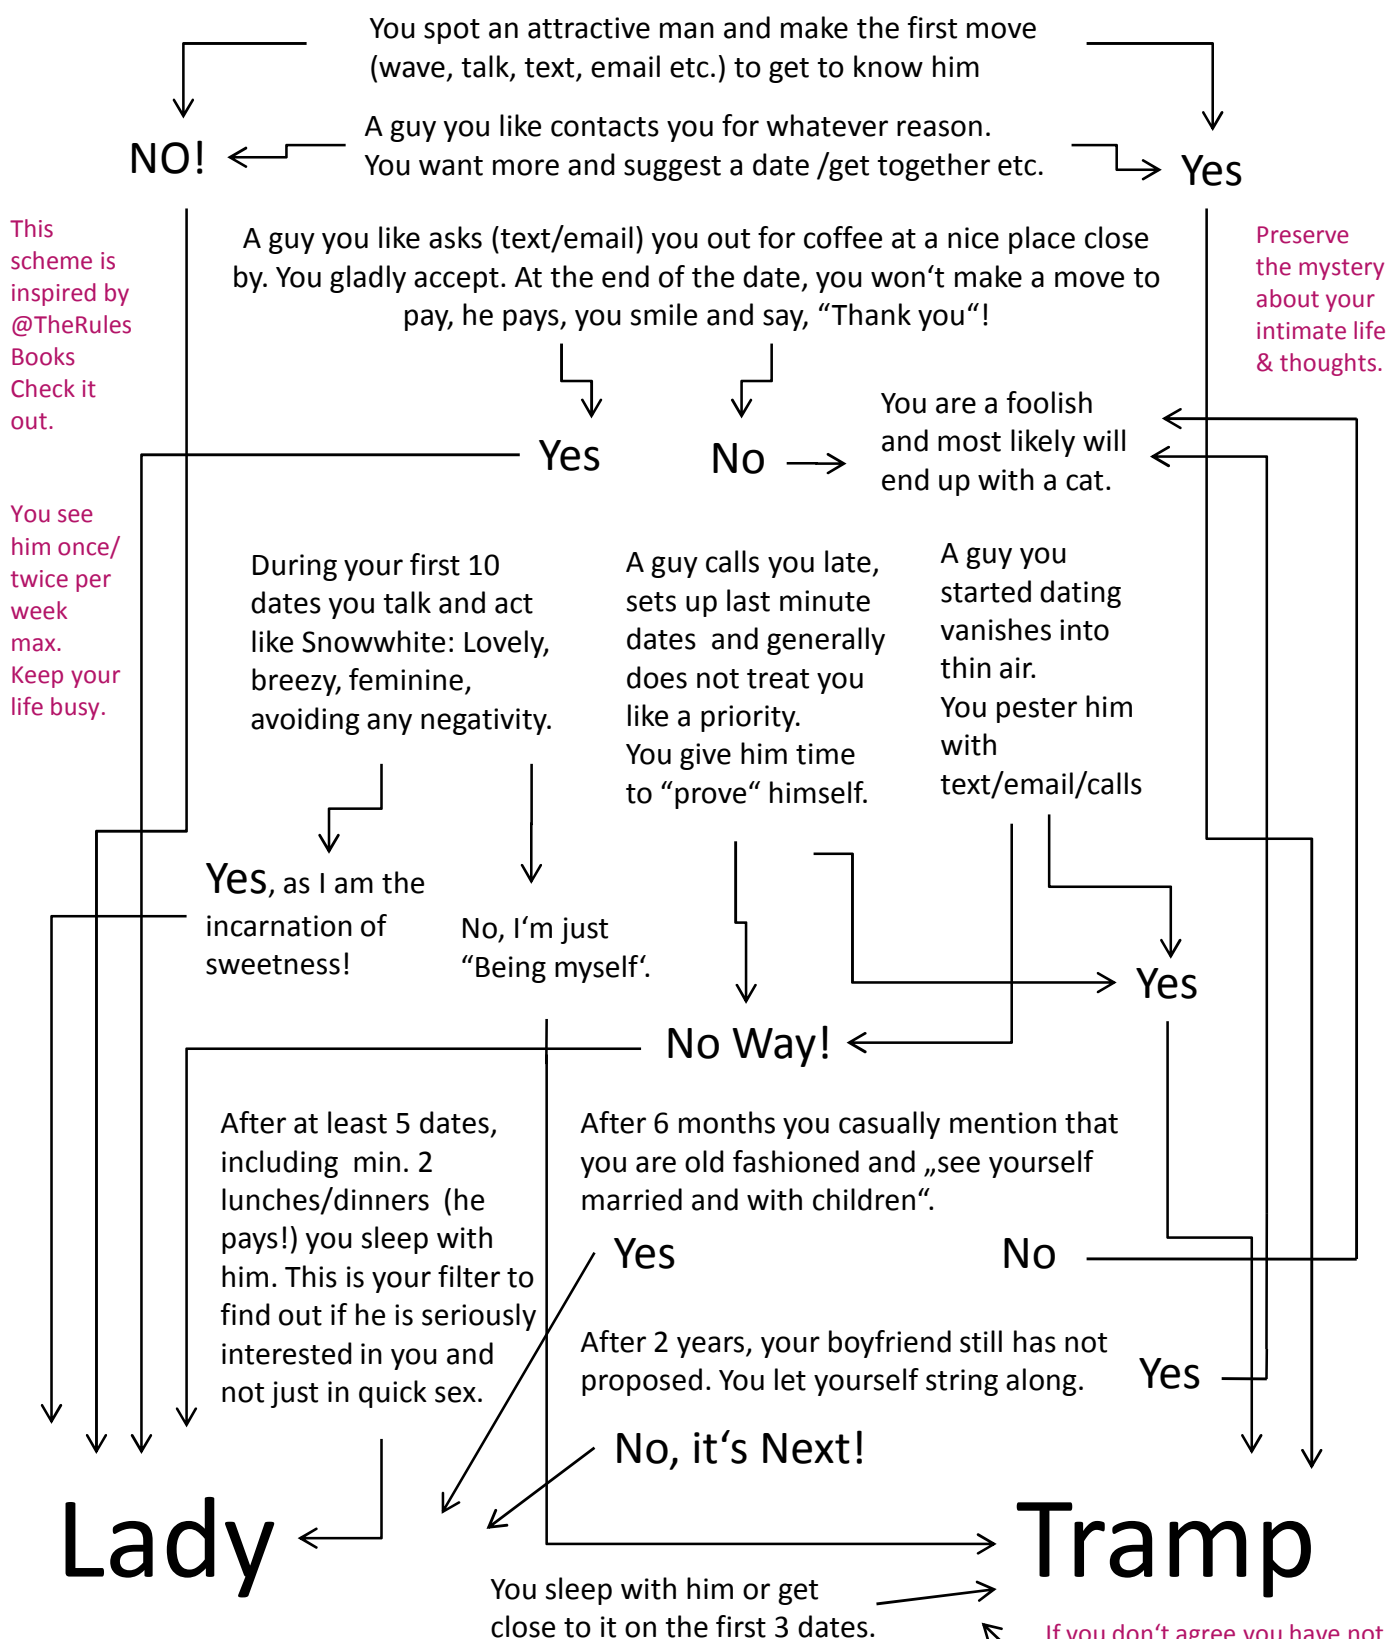 You spot an attractive man and make the first move
(wave, talk, text, email etc.) to get to know him
A guy you like contacts you for whatever reason.
You want more and suggest a date /get together etc.
NO!
Yes
This
scheme is
inspired by
@TheRules
Books
Check it
out.
A guy you like asks (text/email) you out for coffee at a nice place close
by. You gladly accept. At the end of the date, you won‘t make a move to
pay, he pays, you smile and say, “Thank you“!
Preserve
the mystery
about your
intimate life
& thoughts.
Yes
No
You are a foolish
and most likely will
end up with a cat.
You see
him once/
twice per
week
max.
Keep your
life busy.
During your first 10
dates you talk and act
like Snowwhite: Lovely,
breezy, feminine,
avoiding any negativity.
A guy calls you late,
sets up last minute
dates and generally
does not treat you
like a priority.
You give him time
to “prove“ himself.
A guy you
started dating
vanishes into
thin air.
You pester him
with
text/email/calls
Yes, as I am the
incarnation of
sweetness!
No, I‘m just
“Being myself‘.
Yes
No Way!
After at least 5 dates,
including min. 2
lunches/dinners (he
pays!) you sleep with
him. This is your filter to
find out if he is seriously
interested in you and
not just in quick sex.
After 6 months you casually mention that
you are old fashioned and „see yourself
married and with children“.
Yes
No
After 2 years, your boyfriend still has not
proposed. You let yourself string along.
Yes
No, it‘s Next!
Lady
Tramp
You sleep with him or get
close to it on the first 3 dates.
If you don‘t agree you have not